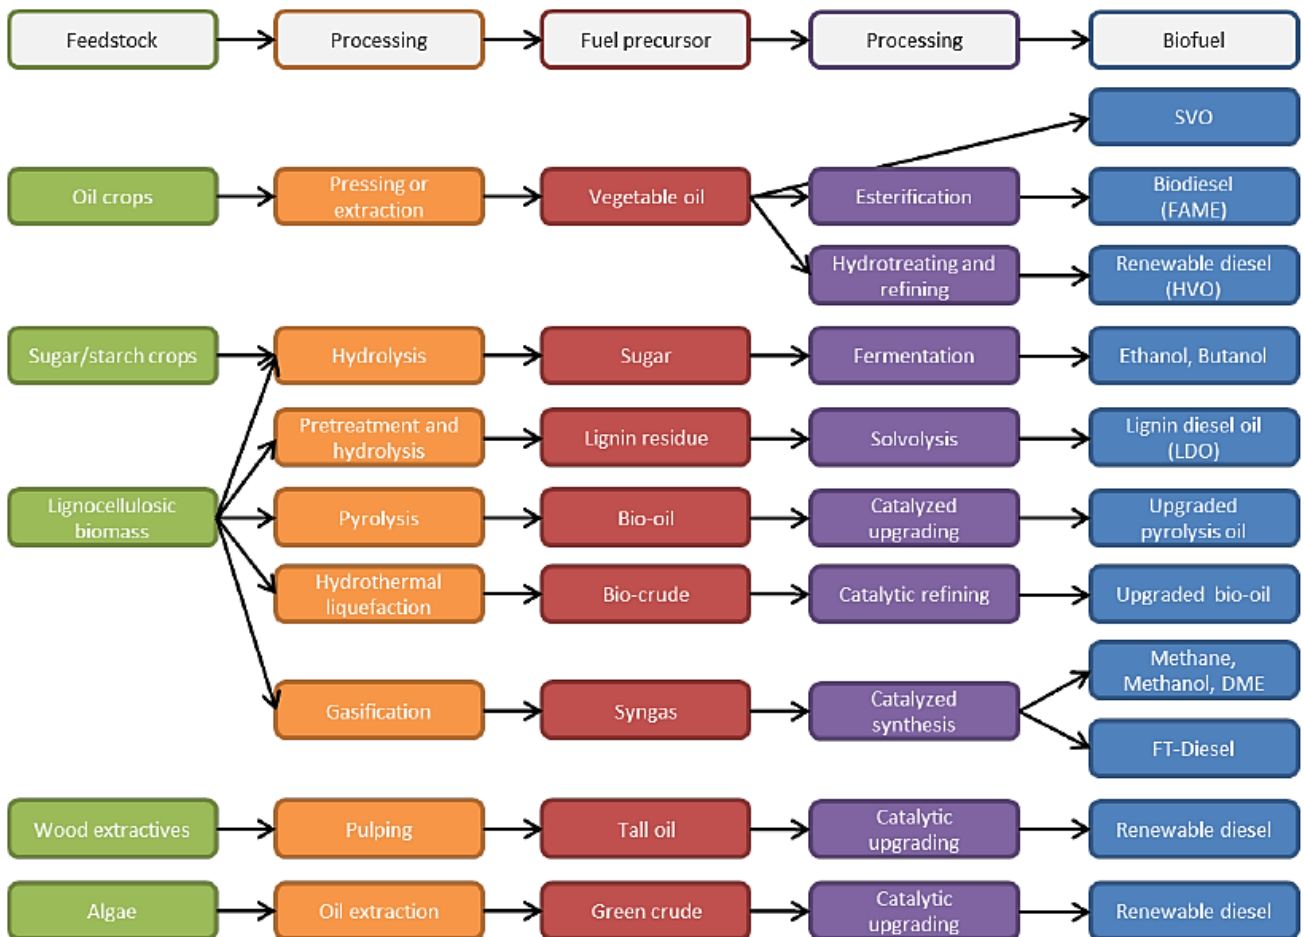 Feedstock
Processing
Fuel precursor
Processing
Biofuel
SVO
Oil crops
Pressing or
extraction
Vegetable oil
Esterification
Biodiesel
(FAME)
Hydrotreating and
refining
Renewable diesel
(HVO)
Sugar/starch crops
Hydrolysis
Sugar
Fermentation
Ethanol, Butanol
Pretreatment and
hydrolysis
Lignin residue
Solvolysis
Lignin diesel oil
(LDO)
Lignocellulosic
biomass
Pyrolysis
Bio-oil
Catalyzed
upgrading
Upgraded
pyrolysis oil
Hydrothermal
liquefaction
Bio-crude
Catalytic refining
Upgraded bio-oil
Gasification
Syngas
Catalyzed
synthesis
Methane,
Methanol, DME
FT-Diesel
Wood extractives
Pulping
Tall oil
Catalytic
upgrading
Renewable diesel
Algae
Oil extraction
Green crude
Catalytic
upgrading
Renewable diesel